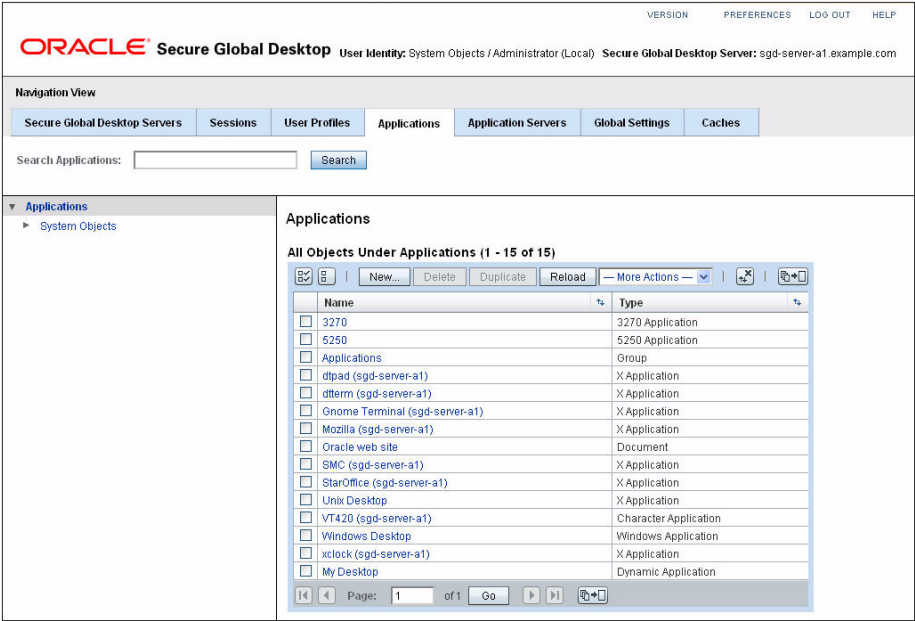 VERSION PREFERENCES LOG OUT HELP
ORACLE Secure Global Desktop User Identity: System Objects / Administrator (Local) Secure Global Desktop Server: sgd-server-a1.example.com
Navigation View
Secure Global Desktop Servers Sessions User Profiles Applications Application Servers Global Settings Caches
Search Applications: Search
Applications
System Objects
Applications
All Objects Under Applications (1 - 15 of 15)
New... Delete Duplicate Reload — More Actions —
Name Type
3270 3270 Application
5250 5250 Application
Applications Group
dtpad (sgd-server-a1) X Application
dtterm (sgd-server-a1) X Application
Gnome Terminal (sgd-server-a1) X Application
Mozilla (sgd-server-a1) X Application
Oracle web site Document
SMC (sgd-server-a1) X Application
StarOffice (sgd-server-a1) X Application
Unix Desktop X Application
VT420 (sgd-server-a1) Character Application
Windows Desktop Windows Application
xclock (sgd-server-a1) X Application
My Desktop Dynamic Application
Page: 1 of 1 Go